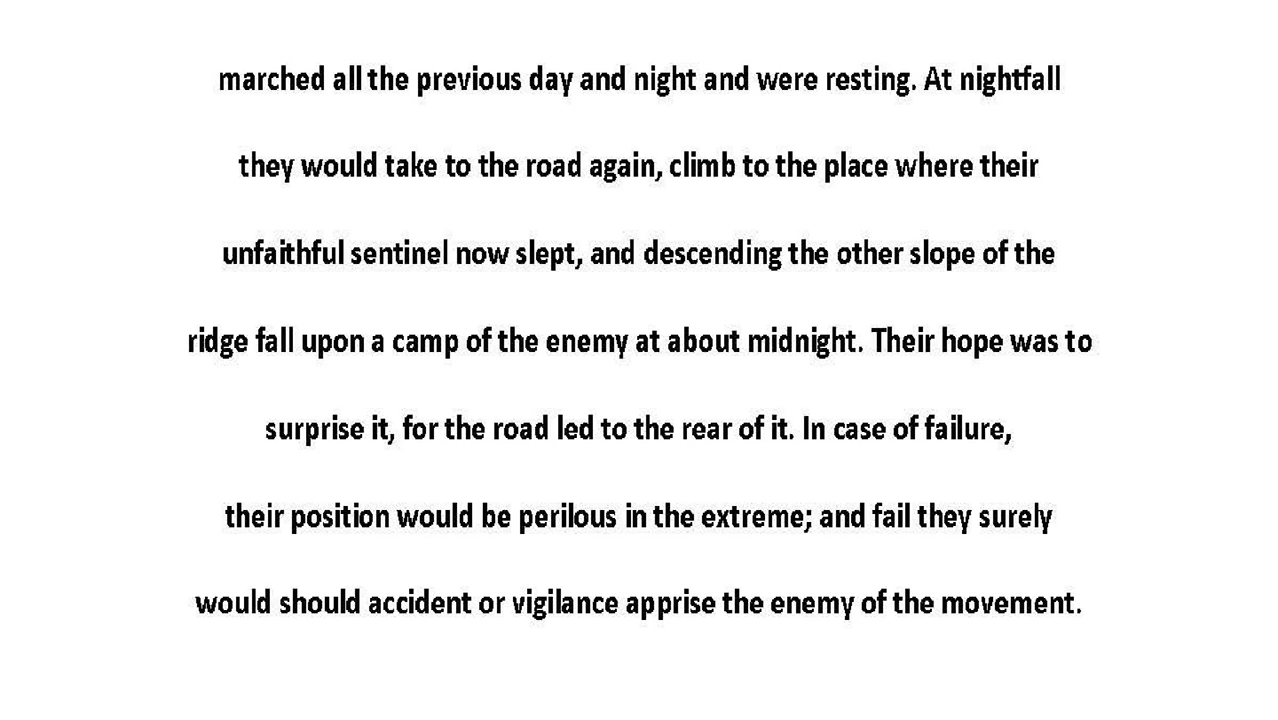 marched all the previous day and night and were resting. At nightfall
they would take to the road again, climb to the place where their
unfaithful sentinel now slept, and descending the other slope of the
ridge fall upon a camp of the enemy at about midnight. Their hope was to
surprise it, for the road led to the rear of it. In case of failure,
their position would be perilous in the extreme; and fail they surely
would should accident or vigilance apprise the enemy of the movement.